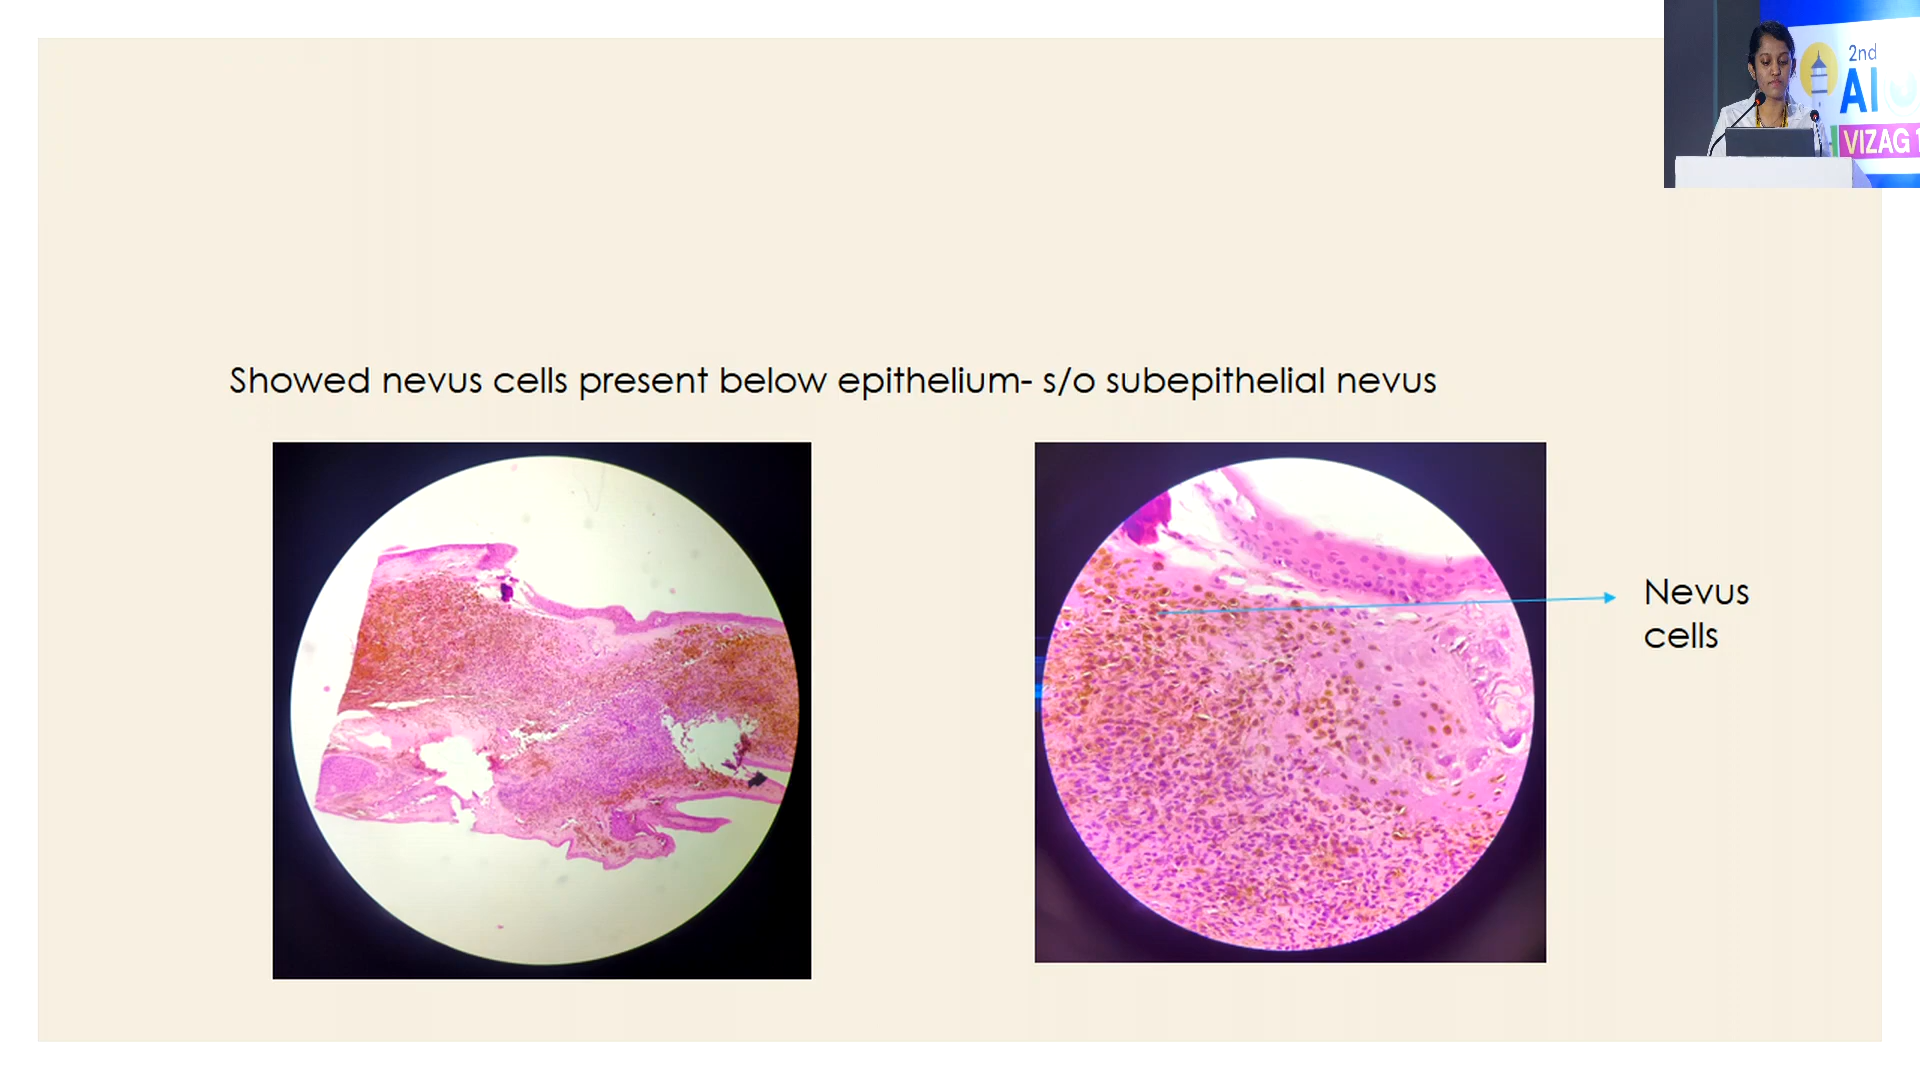 2nd
AI
VIZAG
Showed nevus cells present below epithelium- s/o subepithelial nevus
Nevus
cells